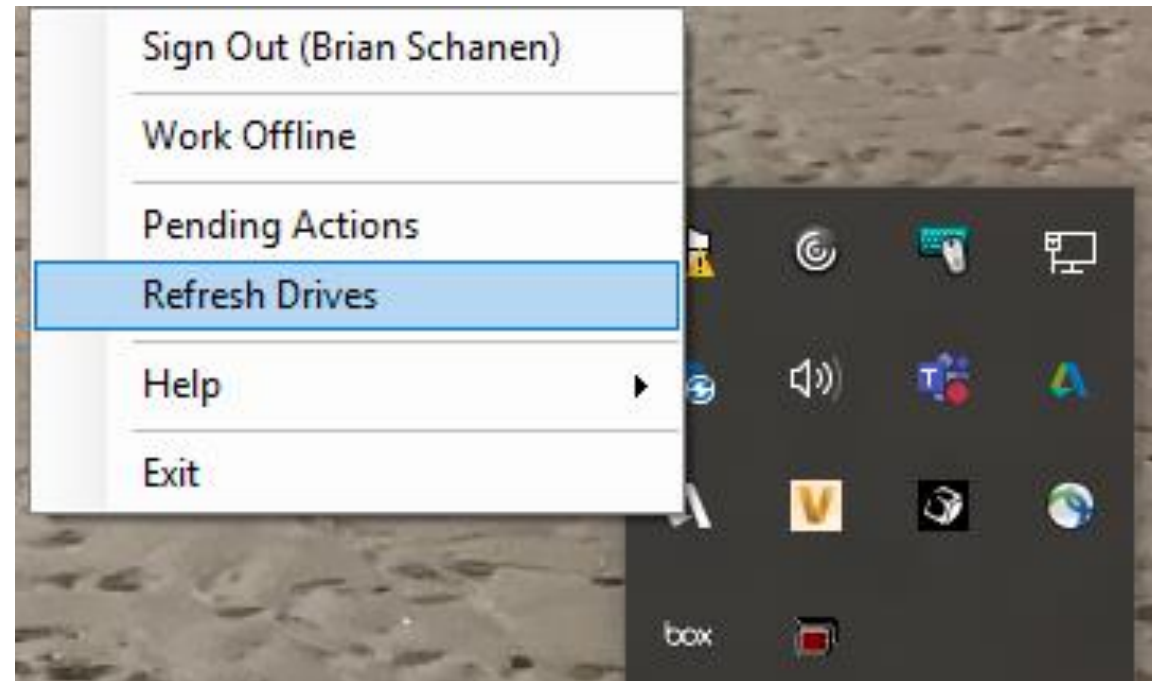 Sign Out (Brian Schanen)
Work Offline
Pending Actions
Refresh Drives
Help
Exit
T
V
box